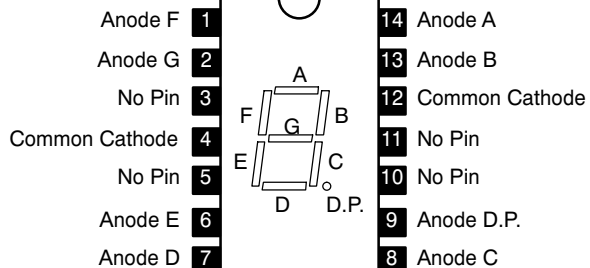 Anode F 1 14 Anode A
Anode G 2 13 Anode B
A
No Pin 3 12 Common Cathode
F B
G
Common Cathode 4 11 No Pin
E C
No Pin 5 10 No Pin
D D.P.
Anode E 6 9 Anode D.P.
Anode D 7 8 Anode C